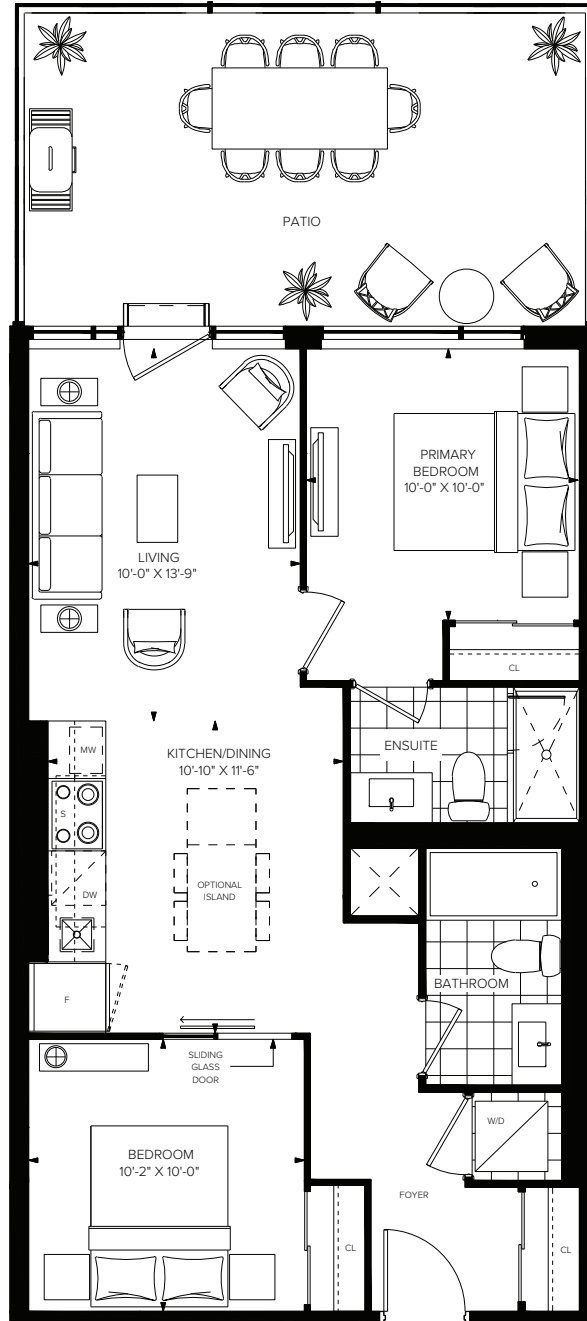 PATIO
PRIMARY
BEDROOM
10'-0" X 10'-0"
LIVING
10'-0" X 13'-9"
CL
ENSUITE
MW
KITCHEN/DINING
10'-10" X 11'-6"
S
OPTIONAL
ISLAND
DW
BATHROOM
F
SLIDING
GLASS
DOOR
W/D
BEDROOM
10'-2" X 10'-0"
FOYER
CL
CL